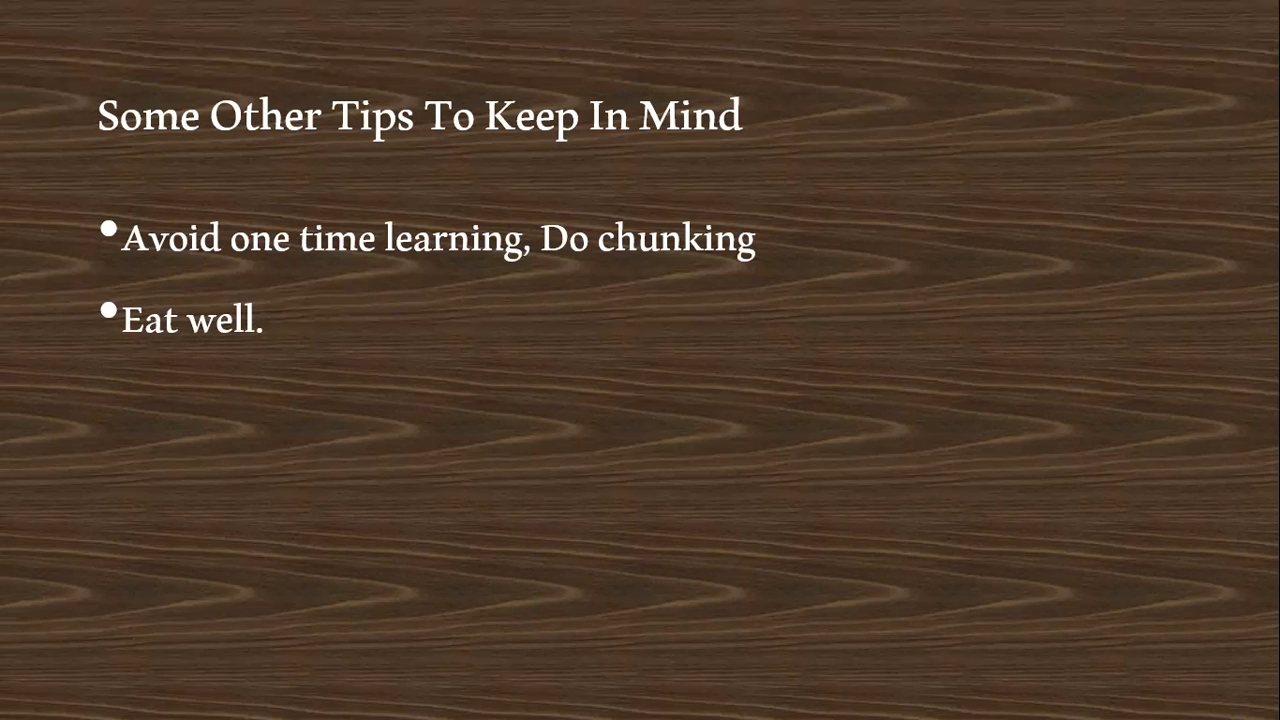 Some Other Tips To Keep In Mind
•Avoid one time learning, Do chunking
•Eat well.